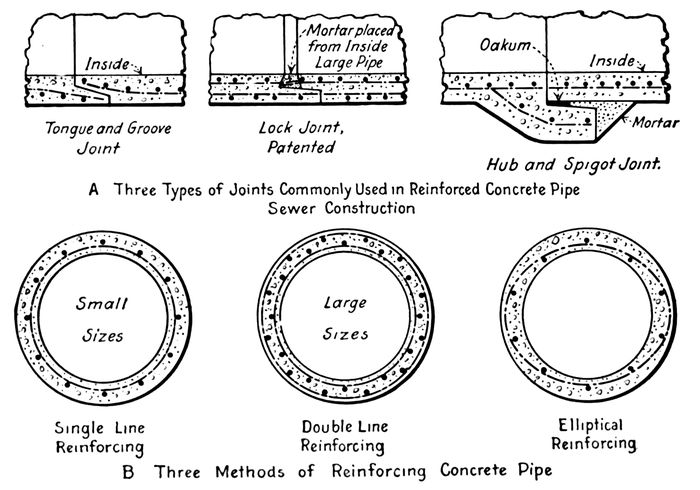 Inside
Tongue and Groove
Joint
Mortar placed
from Inside
Large Pipe
Lock Joint,
Patented
Oakum
Inside
Mortar
Hub and Spigot Joint.
A Three Types of Joints Commonly Used in Reinforced Concrete Pipe
Sewer Construction
Small
Sizes
Single Line
Reinforcing
Large
Sizes
Double Line
Reinforcing
Elliptical
Reinforcing
B Three Methods of Reinforcing Concrete Pipe